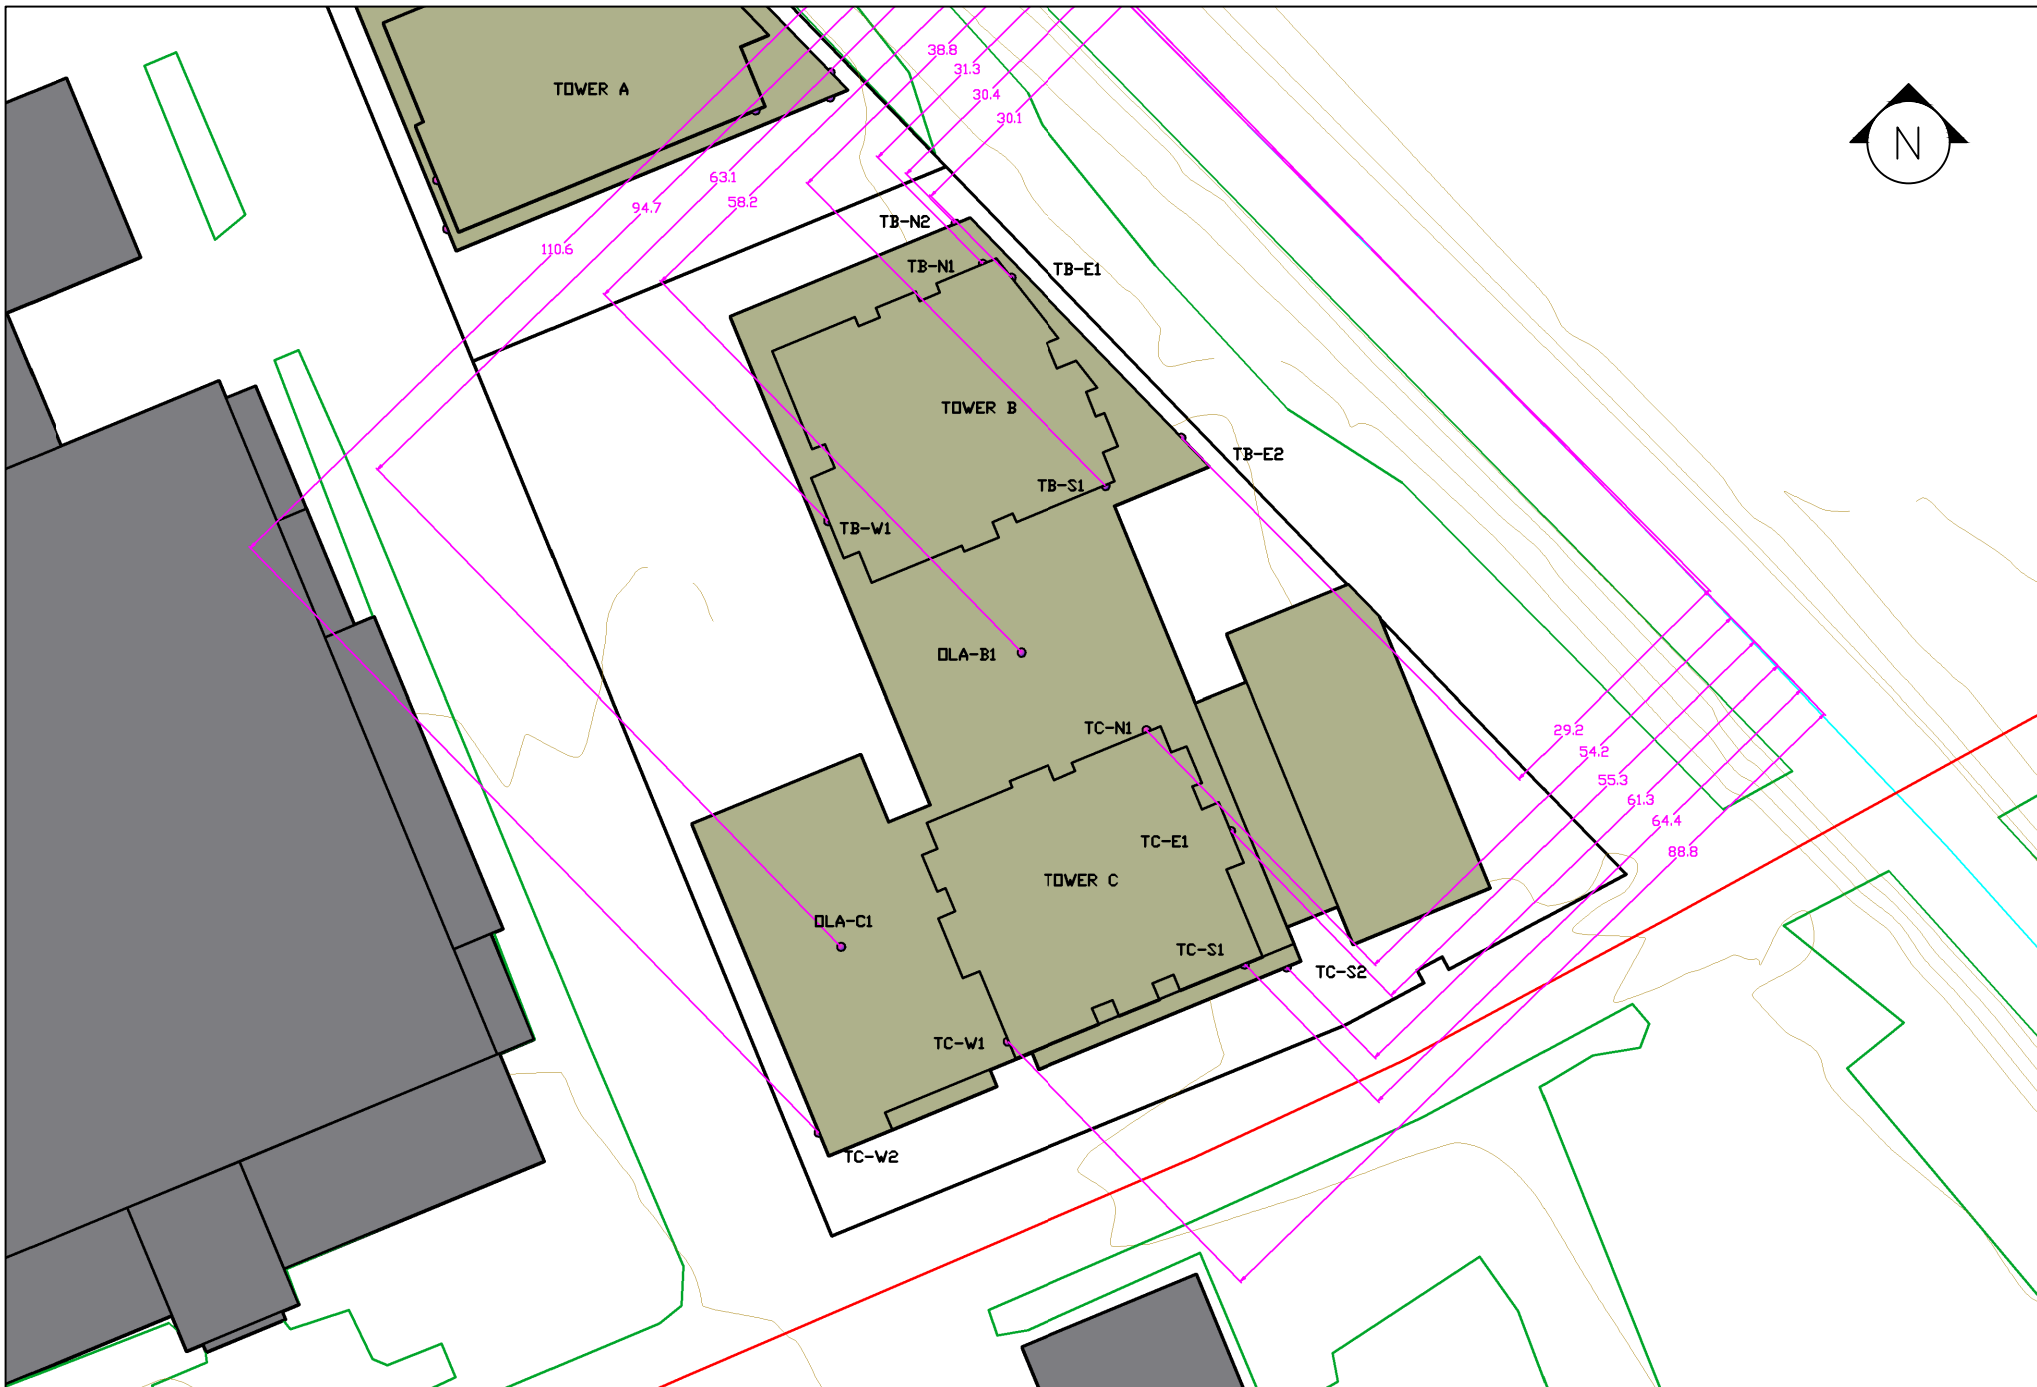 38.8
31.3
TOWER A
30.4
30.1
N
63.1
58.2
94.7
TB-N2
110.6
TB-N1
TB-E1
TOWER B
TB-E2
TB-S1
TB-W1
OLA-B1
TC-N1
29.2
54.2
55.3
61.3
64.4
TC-E1
88.8
TOWER C
OLA-C1
TC-S1
TC-S2
TC-W1
TC-W2